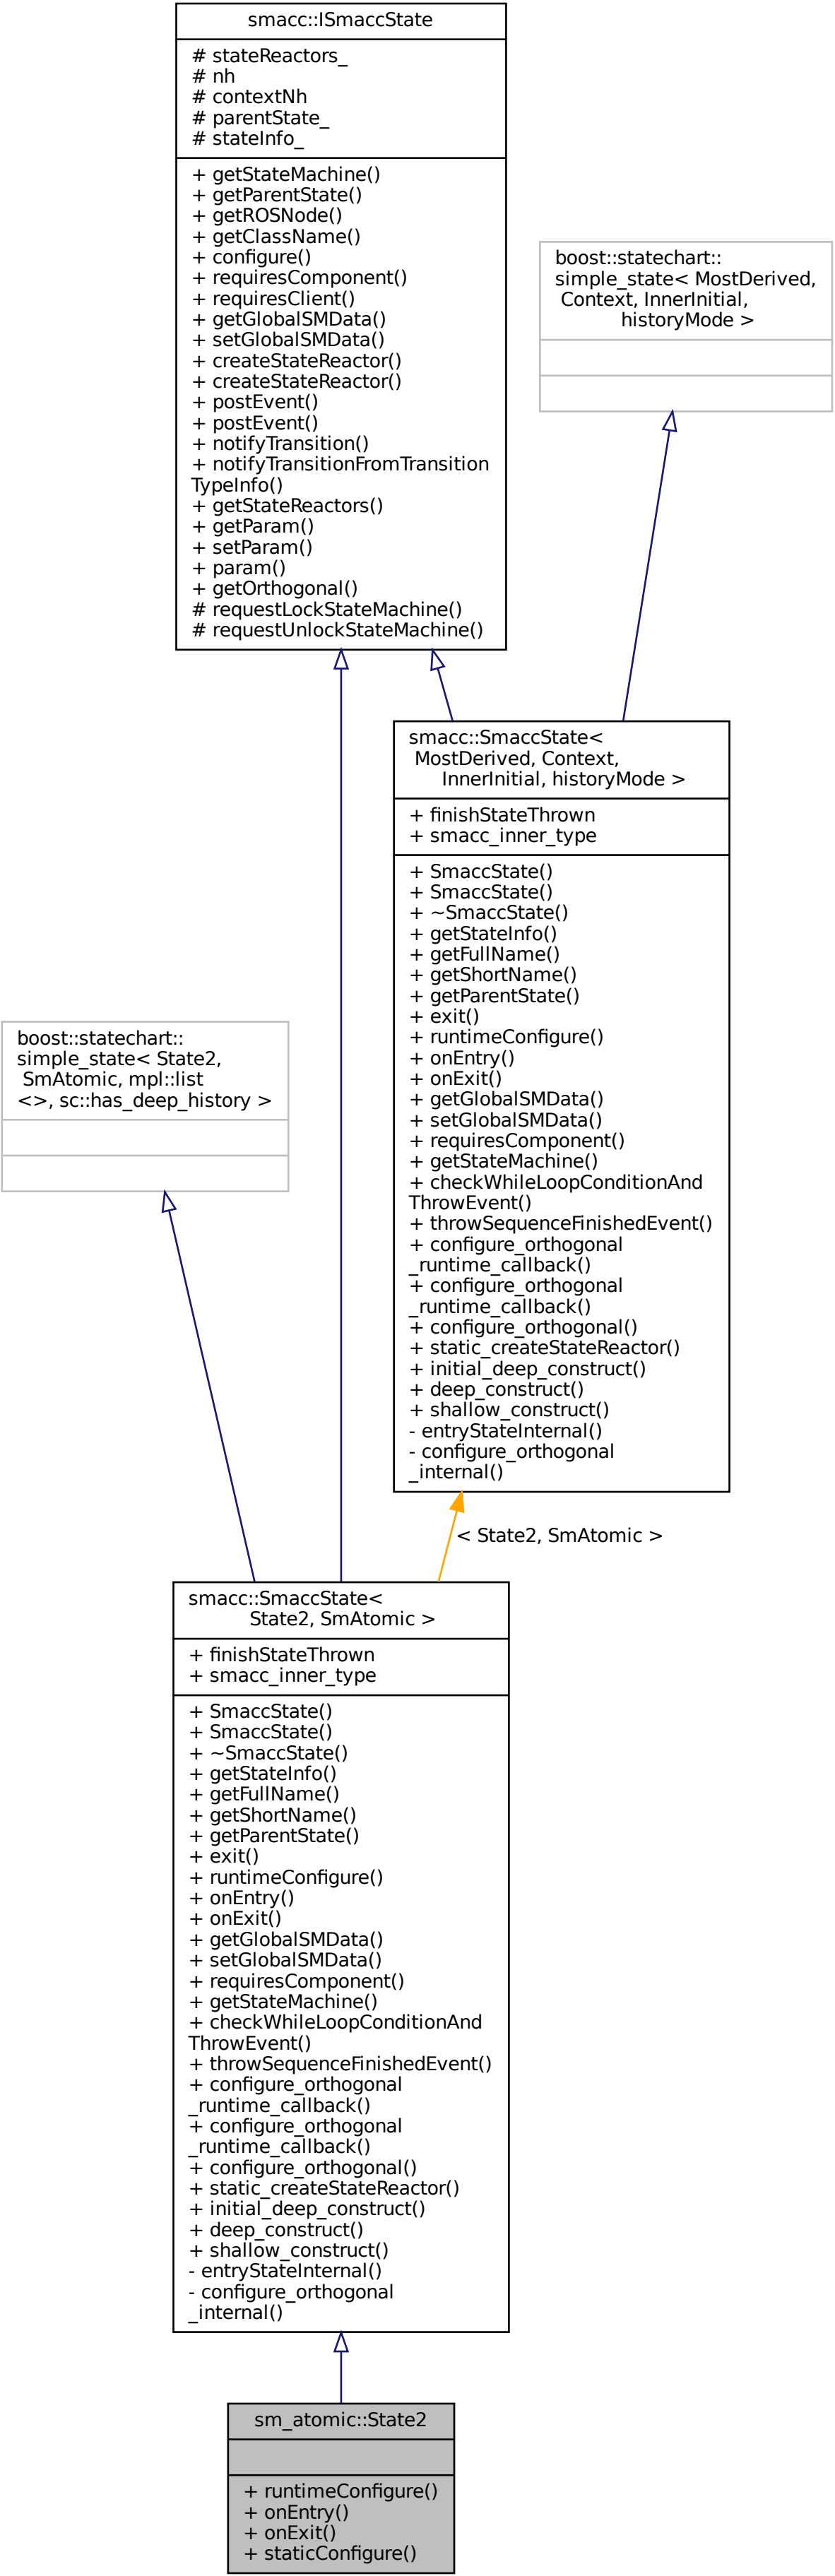 smacc::ISmaccState
# stateReactors_
# nh
# contextNh
# parentState_
# stateInfo_
+ getStateMachine()
+ getParentState()
+ getROSNode()
+ getClassName()
+ configure()
+ requiresComponent()
+ requiresClient()
+ getGlobalSMData()
+ setGlobalSMData()
+ createStateReactor()
+ createStateReactor()
+ postEvent()
+ postEvent()
+ notifyTransition()
+ notifyTransitionFromTransition
TypeInfo()
+ getStateReactors()
+ getParam()
+ setParam()
+ param()
+ getOrthogonal()
# requestLockStateMachine()
# requestUnlockStateMachine()
boost::statechart::
simple_state< MostDerived,
Context, InnerInitial,
historyMode >
smacc::SmaccState<
MostDerived, Context,
InnerInitial, historyMode >
+ finishStateThrown
+ smacc_inner_type
+ SmaccState()
+ SmaccState()
+ ~SmaccState()
+ getStateInfo()
+ getFullName()
+ getShortName()
+ getParentState()
+ exit()
+ runtimeConfigure()
+ onEntry()
+ onExit()
+ getGlobalSMData()
+ setGlobalSMData()
+ requiresComponent()
+ getStateMachine()
+ checkWhileLoopConditionAnd
ThrowEvent()
+ throwSequenceFinishedEvent()
+ configure_orthogonal
_runtime_callback()
+ configure_orthogonal
_runtime_callback()
+ configure_orthogonal()
+ static_createStateReactor()
+ initial_deep_construct()
+ deep_construct()
+ shallow_construct()
- entryStateInternal()
- configure_orthogonal
_internal()
boost::statechart::
simple_state< State2,
SmAtomic, mpl::list
<>, sc::has_deep_history >
< State2, SmAtomic >
smacc::SmaccState<
State2, SmAtomic >
+ finishStateThrown
+ smacc_inner_type
+ SmaccState()
+ SmaccState()
+ ~SmaccState()
+ getStateInfo()
+ getFullName()
+ getShortName()
+ getParentState()
+ exit()
+ runtimeConfigure()
+ onEntry()
+ onExit()
+ getGlobalSMData()
+ setGlobalSMData()
+ requiresComponent()
+ getStateMachine()
+ checkWhileLoopConditionAnd
ThrowEvent()
+ throwSequenceFinishedEvent()
+ configure_orthogonal
_runtime_callback()
+ configure_orthogonal
_runtime_callback()
+ configure_orthogonal()
+ static_createStateReactor()
+ initial_deep_construct()
+ deep_construct()
+ shallow_construct()
- entryStateInternal()
- configure_orthogonal
_internal()
sm_atomic::State2
+ runtimeConfigure()
+ onEntry()
+ onExit()
+ staticConfigure()